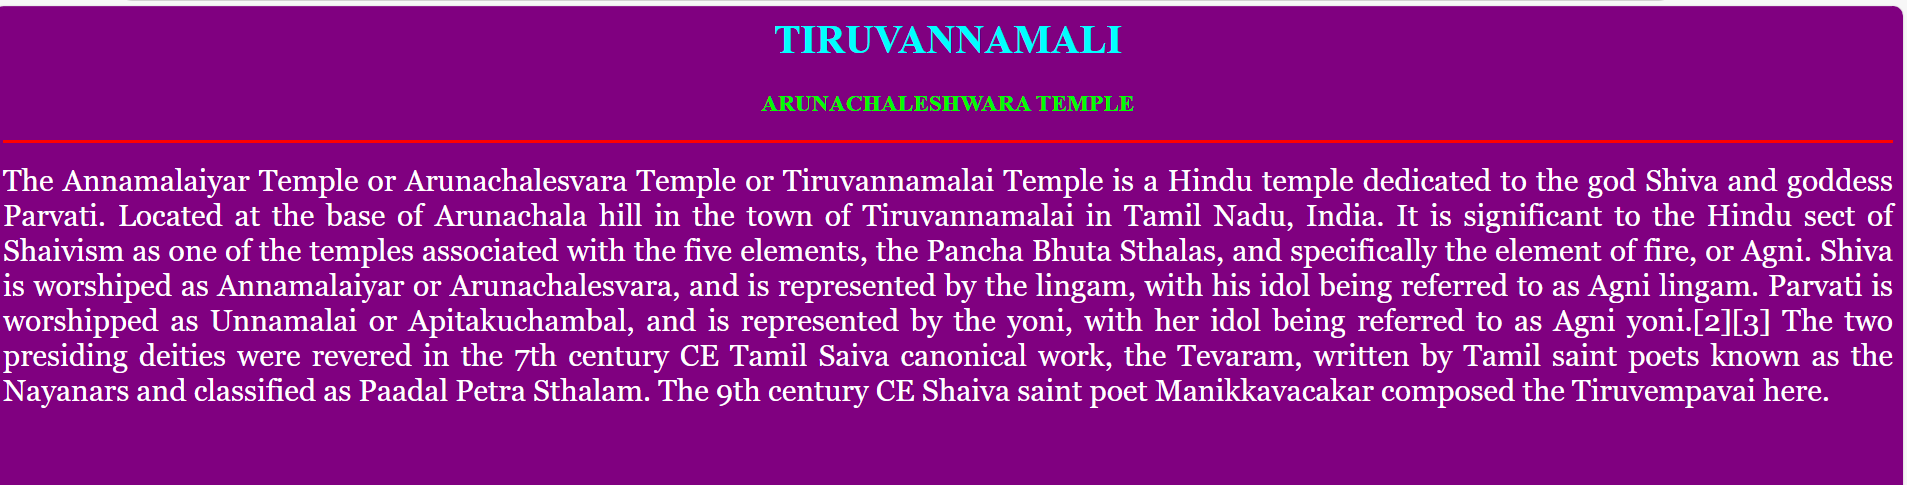 TIRUVANNAMALI
ARUNACHALESHWARA TEMPLE
The Annamalaiyar Temple or Arunachalesvara Temple or Tiruvannamalai Temple is a Hindu temple dedicated to the god Shiva and goddess
Parvati. Located at the base of Arunachala hill in the town of Tiruvannamalai in Tamil Nadu, India. It is significant to the Hindu sect of
Shaivism as one of the temples associated with the five elements, the Pancha Bhuta Sthalas, and specifically the element of fire, or Agni. Shiva
is worshiped as Annamalaiyar or Arunachalesvara, and is represented by the lingam, with his idol being referred to as Agni lingam. Parvati is
worshipped as Unnamalai or Apitakuchambal, and is represented by the yoni, with her idol being referred to as Agni yoni.[2][3] The two
presiding deities were revered in the 7th century CE Tamil Saiva canonical work, the Tevaram, written by Tamil saint poets known as the
Nayanars and classified as Paadal Petra Sthalam. The 9th century CE Shaiva saint poet Manikkavacakar composed the Tiruvempavai here.